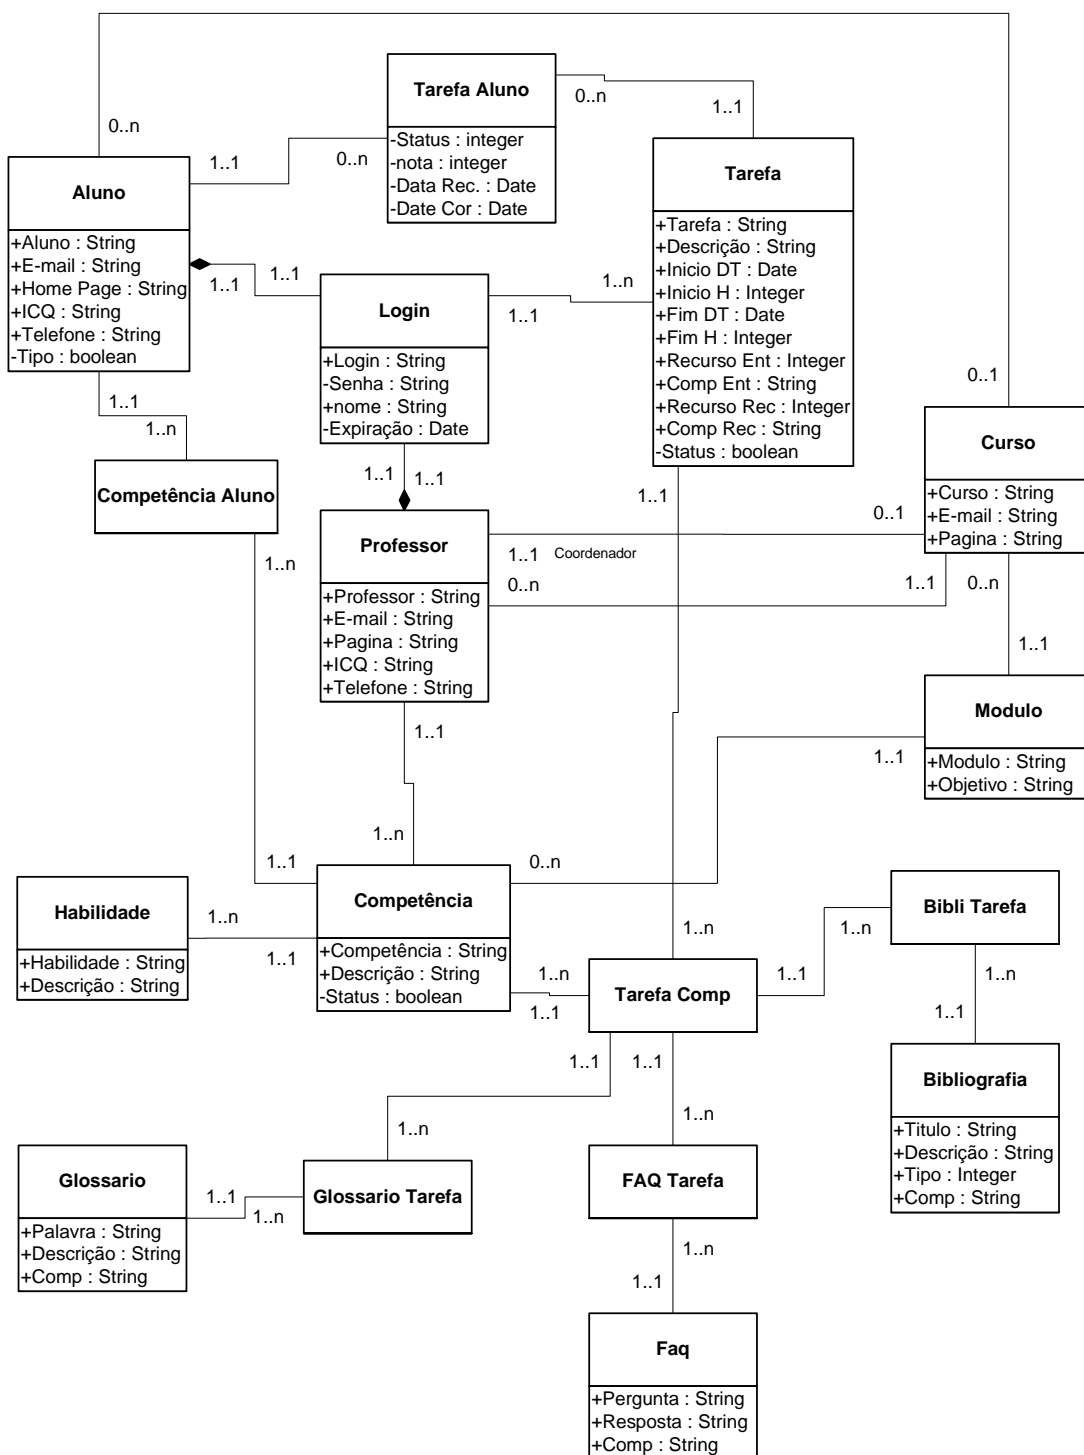 Tarefa Aluno
-Status : integer
-nota : integer
-Data Rec. : Date
-Date Cor : Date
0..n
1..1
0..n
1..1
0..n
Aluno
+Aluno : String
+E-mail : String
+Home Page : String
+ICQ : String
+Telefone : String
-Tipo : boolean
Tarefa
+Tarefa : String
+Descrição : String
+Inicio DT : Date
+Inicio H : Integer
+Fim DT : Date
+Fim H : Integer
+Recurso Ent : Integer
+Comp Ent : String
+Recurso Rec : Integer
+Comp Rec : String
-Status : boolean
1..1
1..1
1..n
1..1
Login
+Login : String
-Senha : String
+nome : String
-Expiração : Date
0..1
1..1
1..n
Curso
+Curso : String
+E-mail : String
+Pagina : String
Competência Aluno
1..1
1..1
1..1
0..1
1..n
Professor
+Professor : String
+E-mail : String
+Pagina : String
+ICQ : String
+Telefone : String
1..1
Coordenador
0..n
1..1
0..n
1..1
Modulo
+Modulo : String
+Objetivo : String
1..1
1..1
1..n
1..1
0..n
Competência
+Competência : String
+Descrição : String
-Status : boolean
Habilidade
+Habilidade : String
+Descrição : String
1..n
1..1
1..n
Bibli Tarefa
1..n
1..n
1..1
1..1
Tarefa Comp
1..n
1..1
1..1
1..1
Bibliografia
+Titulo : String
+Descrição : String
+Tipo : Integer
+Comp : String
1..n
1..n
Glossario
+Palavra : String
+Descrição : String
+Comp : String
1..1
1..n
Glossario Tarefa
FAQ Tarefa
1..n
1..1
Faq
+Pergunta : String
+Resposta : String
+Comp : String